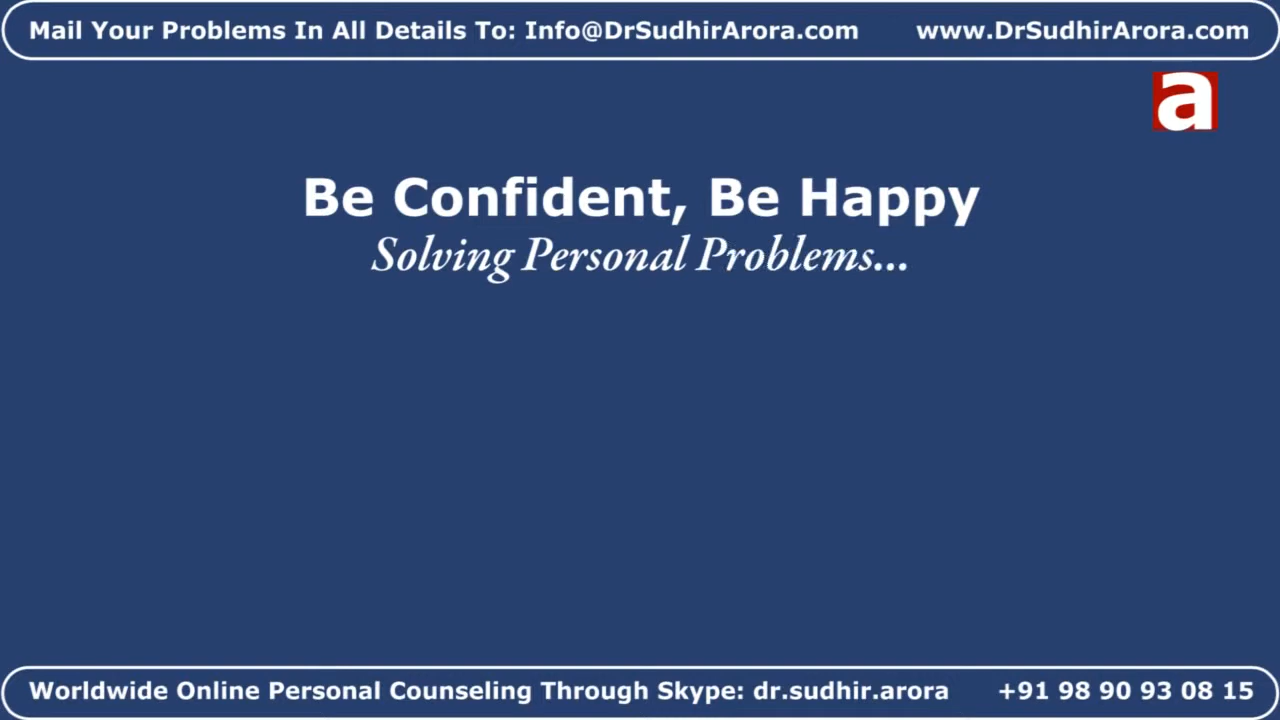 Mail Your Problems In All Details To: Info@DrSudhirArora.com www.DrSudhirArora.com
a
Be Confident, Be Happy
Solving Personal Problems...
Worldwide Online Personal Counseling Through Skype: dr.sudhir.arora +91 98 90 93 08 15